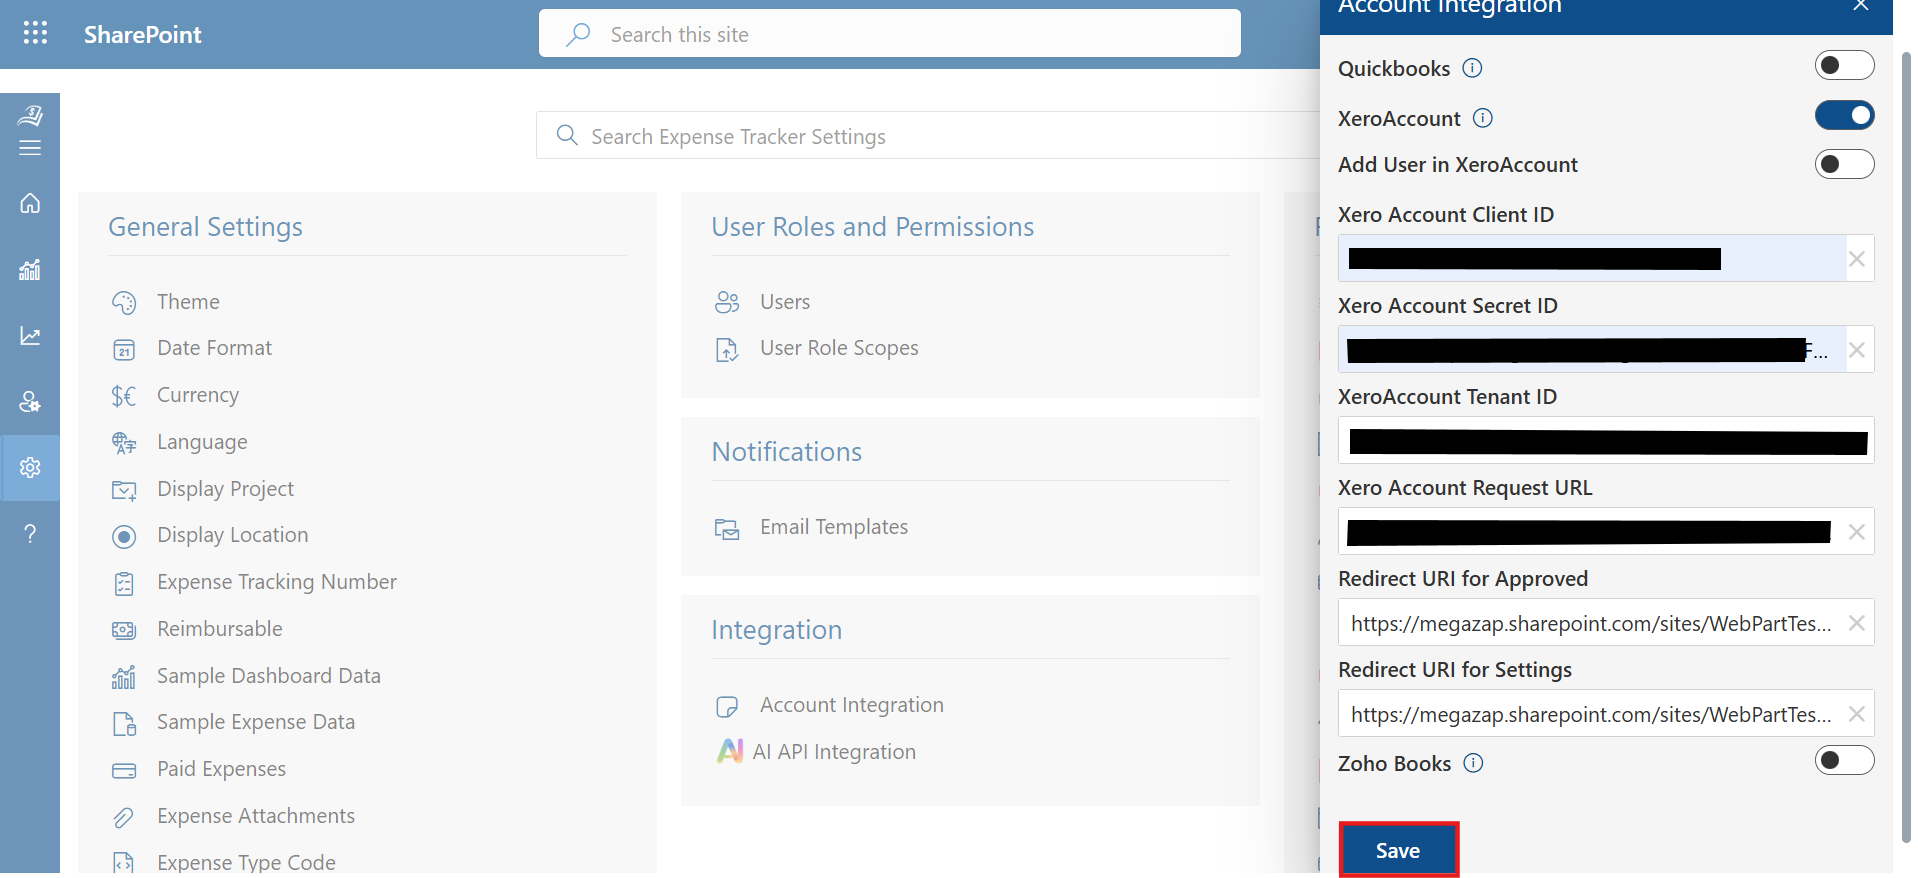 SharePoint
Search this site
Search Expense Tracker Settings
General Settings
Theme
21
Date Format
Currency
Language
Display Project
Display Location
Expense Tracking Number
Reimbursable
Sample Dashboard Data
Sample Expense Data
Paid Expenses
Expense Attachments
Expense Type Code
User Roles and Permissions
Users
User Role Scopes
Notifications
Email Templates
Integration
Account Integration
AI AI API Integration
Account Integration
Quickbooks
XeroAccount
Add User in XeroAccount
Xero Account Client ID
Xero Account Secret ID
F...
XeroAccount Tenant ID
Xero Account Request URL
Redirect URI for Approved
https://megazap.sharepoint.com/sites/WebPartTes...
Redirect URI for Settings
https://megazap.sharepoint.com/sites/WebPartTes...
Zoho Books
Save